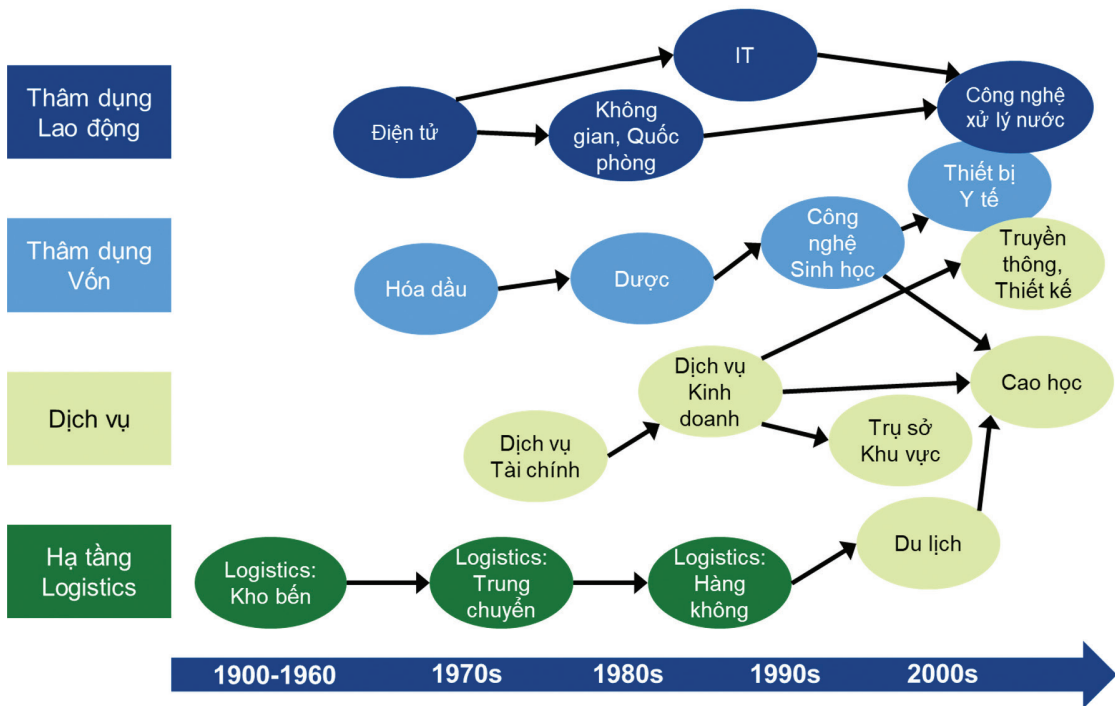 Thâm dụng
Lao động
Điện tử
IT
Không
gian, Quốc
phòng
Công nghệ
xử lý nước
Thâm dụng
Vốn
Hóa dầu
Dược
Công
nghệ
Sinh học
Thiết bị
Y tế
Truyền
thông,
Thiết kế
Dịch vụ
Dịch vụ
Tài chính
Dịch vụ
Kinh
doanh
Trụ sở
Khu vực
Cao học
Hạ tầng
Logistics
Logistics:
Kho bến
Logistics:
Trung
chuyển
Logistics:
Hàng
không
Du lịch
1900-1960
1970s
1980s
1990s
2000s